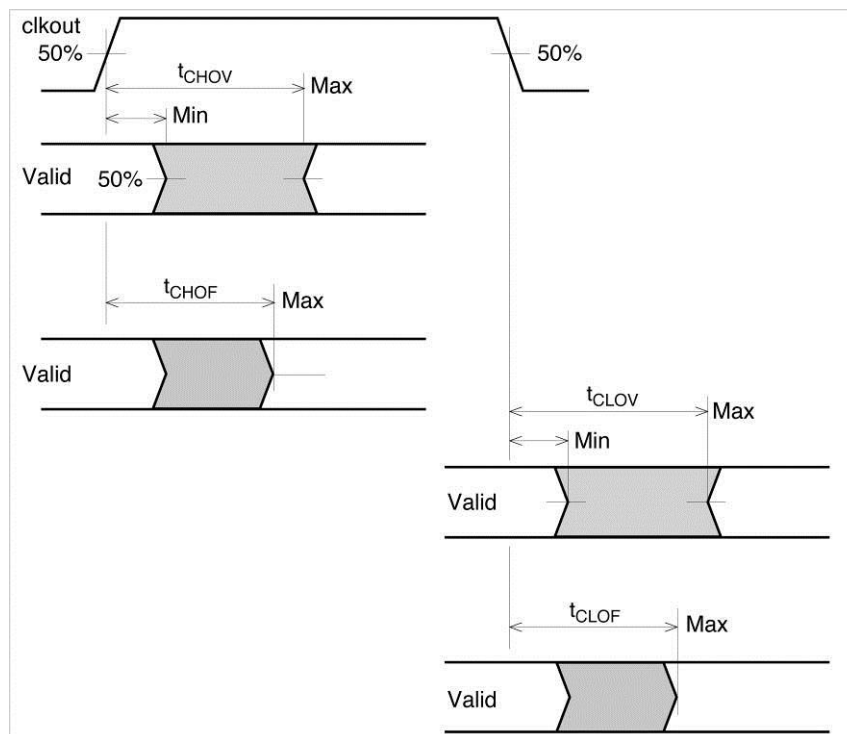 clkout
50%
50%
tCHOV
Max
Min
Valid
50%
tCHOF
Max
Valid
tCLOV
Max
Min
Valid
tCLOF
Max
Valid